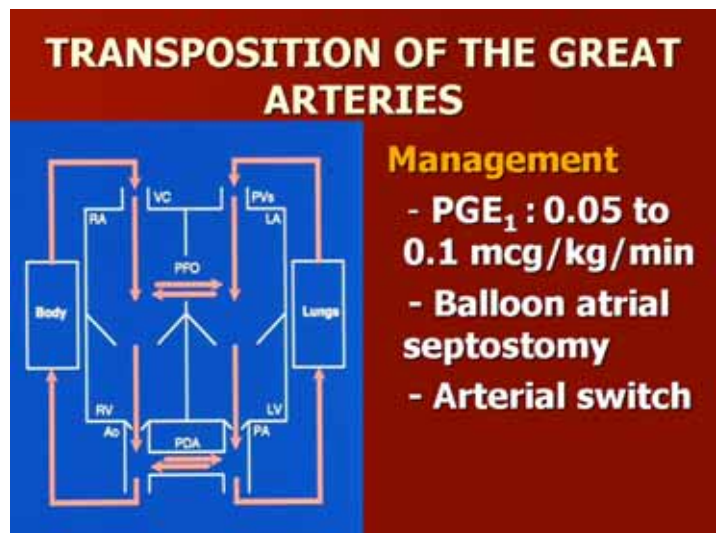 TRANSPOSITION OF THE GREAT
ARTERIES
Management
- PGE1 : 0.05 to
0.1 mcg/kg/min
- Balloon atrial
septostomy
- Arterial switch
VC
PVs
RA
LA
PFO
Body
Lungs
RV
LV
Ao
PDA
PA